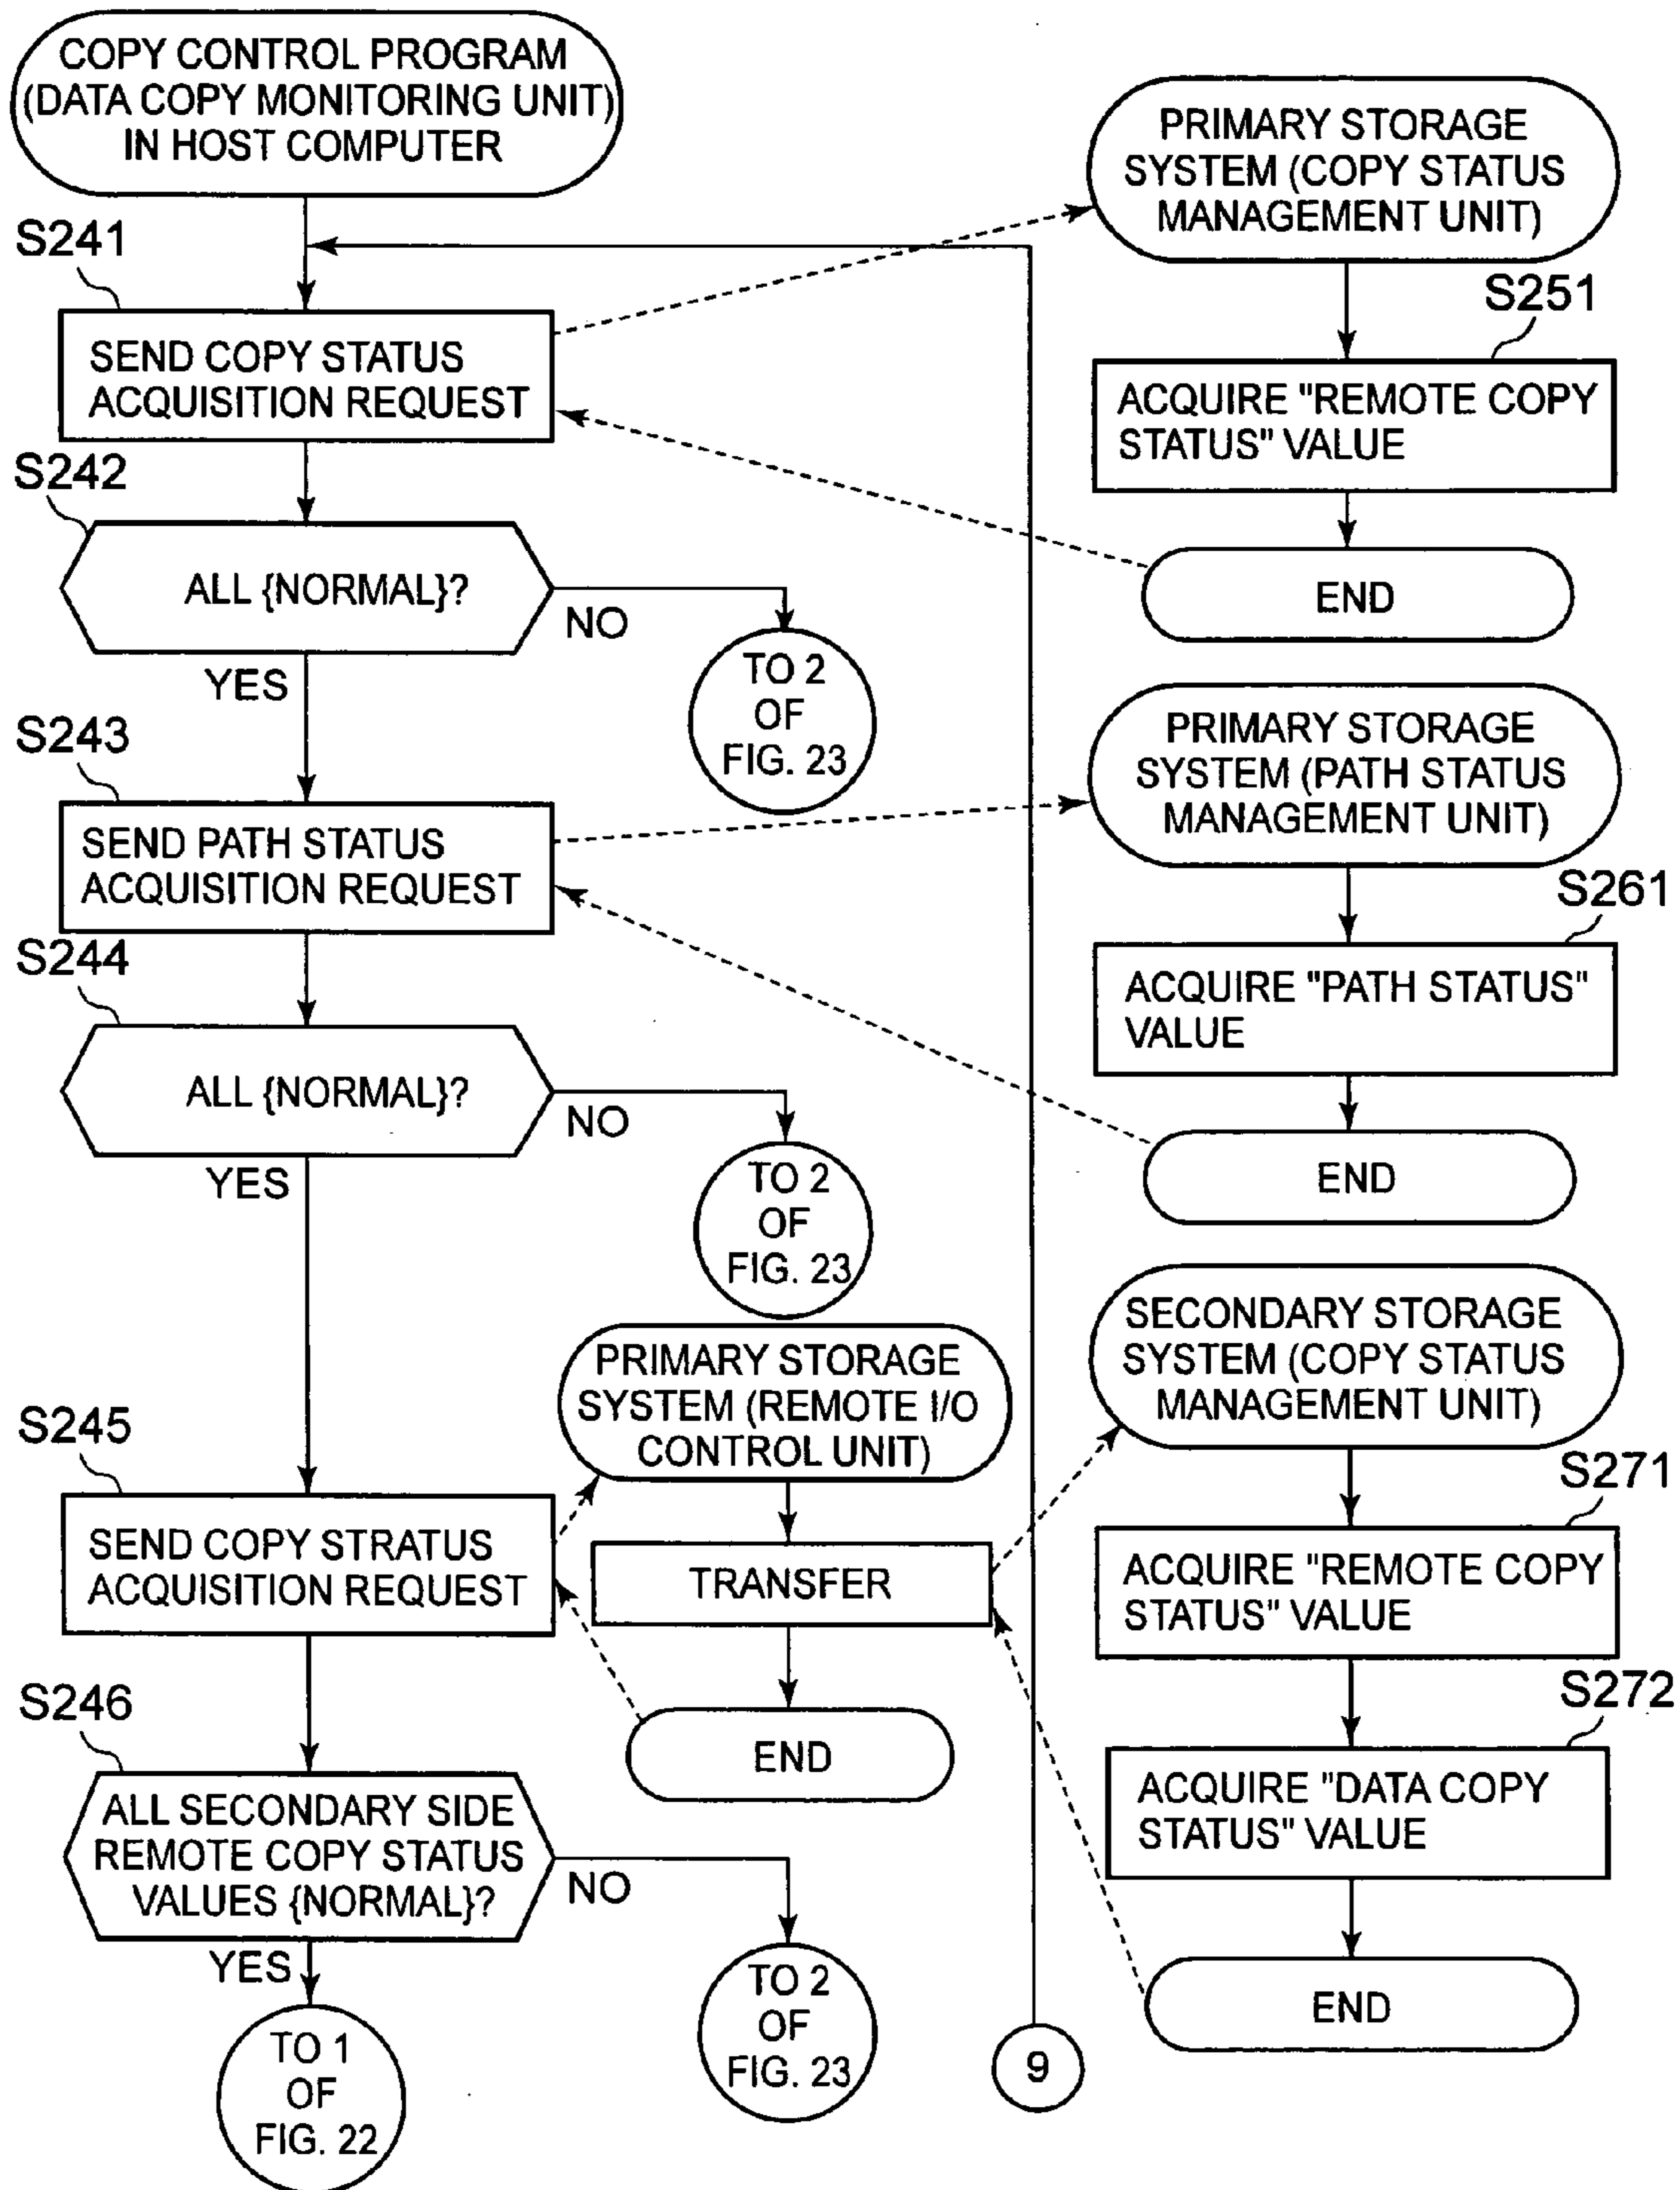 COPY CONTROL PROGRAM
(DATA COPY MONITORING UNIT)
IN HOST COMPUTER
S241
SEND COPY STATUS
ACQUISITION REQUEST
S242
ALL {NORMAL}?
NO
YES
TO 2
OF
FIG. 23
S243
SEND PATH STATUS
ACQUISITION REQUEST
S244
ALL {NORMAL}?
NO
YES
TO 2
OF
FIG. 23
S245
SEND COPY STRATUS
ACQUISITION REQUEST
PRIMARY STORAGE
SYSTEM (REMOTE I/O
CONTROL UNIT)
TRANSFER
END
S246
ALL SECONDARY SIDE
REMOTE COPY STATUS
VALUES {NORMAL}?
NO
YES
TO 2
OF
FIG. 23
TO 1
OF
FIG. 22
9
PRIMARY STORAGE
SYSTEM (COPY STATUS
MANAGEMENT UNIT)
S251
ACQUIRE "REMOTE COPY
STATUS" VALUE
END
PRIMARY STORAGE
SYSTEM (PATH STATUS
MANAGEMENT UNIT)
S261
ACQUIRE "PATH STATUS"
VALUE
END
SECONDARY STORAGE
SYSTEM (COPY STATUS
MANAGEMENT UNIT)
S271
ACQUIRE "REMOTE COPY
STATUS" VALUE
S272
ACQUIRE "DATA COPY
STATUS" VALUE
END